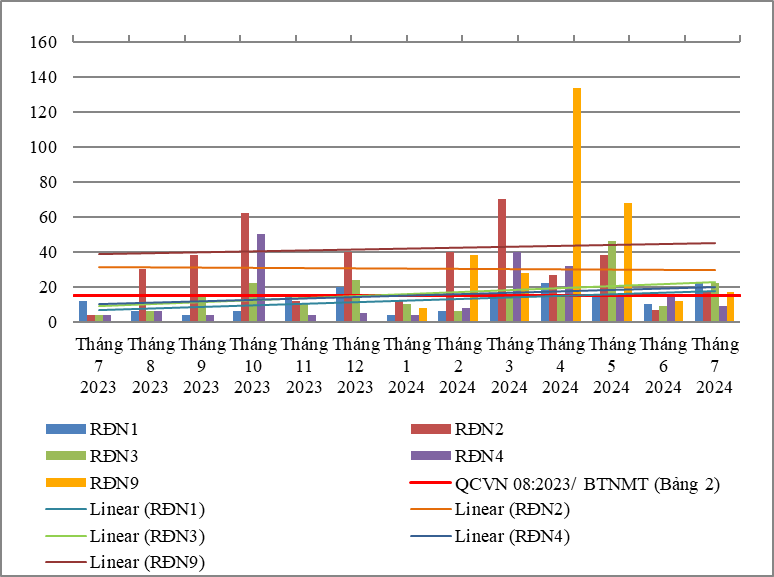 160
140
120
100
80
60
40
20
0
Tháng 7 2023
Tháng 8 2023
Tháng 9 2023
Tháng 10 2023
Tháng 11 2023
Tháng 12 2023
Tháng 1 2024
Tháng 2 2024
Tháng 3 2024
Tháng 4 2024
Tháng 5 2024
Tháng 6 2024
Tháng 7 2024
RĐN1
RĐN2
RĐN3
RĐN4
RĐN9
QCVN 08:2023/ BTNMT (Bảng 2)
Linear (RĐN1)
Linear (RĐN2)
Linear (RĐN3)
Linear (RĐN4)
Linear (RĐN9)